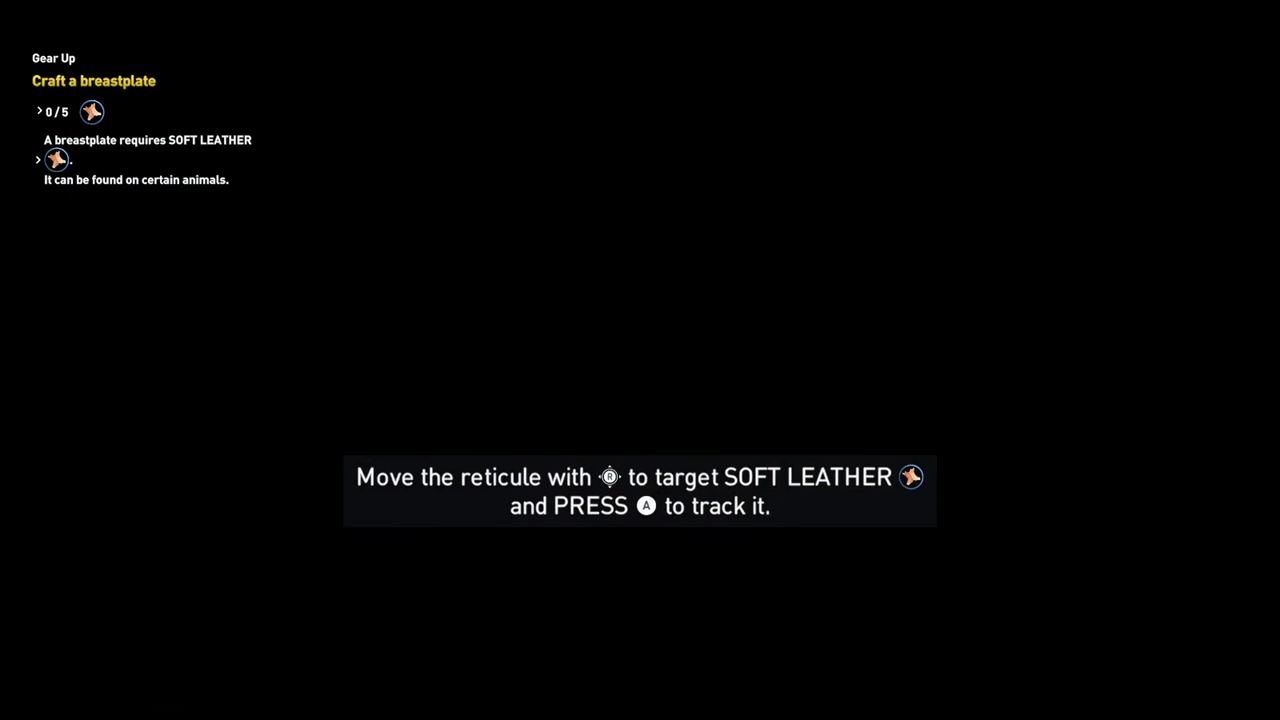 Gear Up
Craft a breastplate
> 0 / 5
A breastplate requires SOFT LEATHER
> .
It can be found on certain animals.
Move the reticule with R to target SOFT LEATHER
and PRESS A to track it.